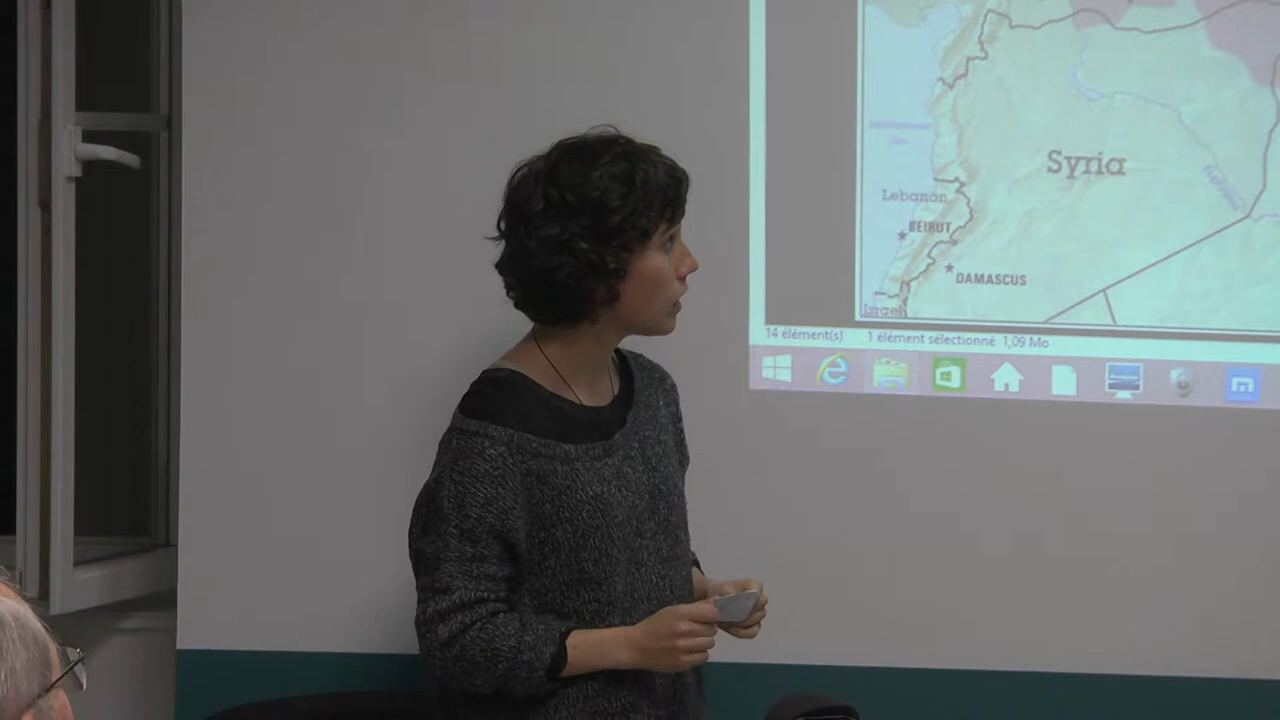 Syria
Lebanon
BEIRUT
DAMASCUS
Israel
14 élément(s) 1 élément sélectionné 1,09 Mo